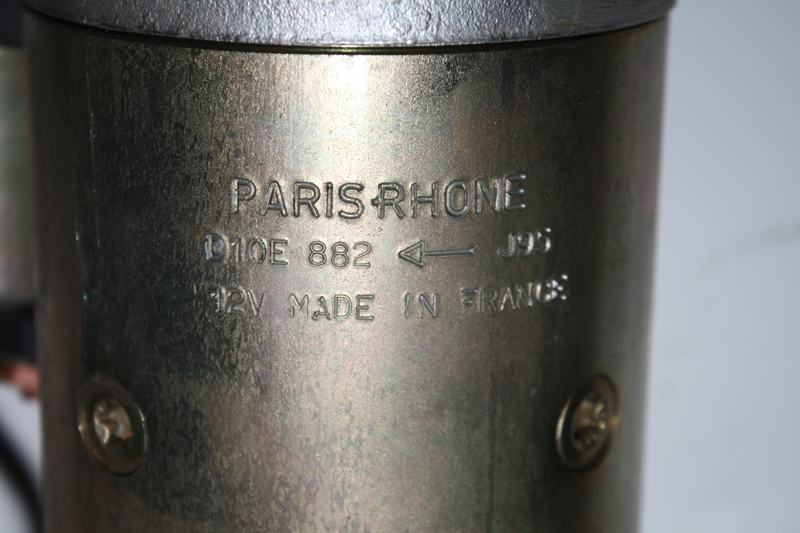 PARIS-RHONE
D10E 882 ← J95
12V MADE IN FRANCE